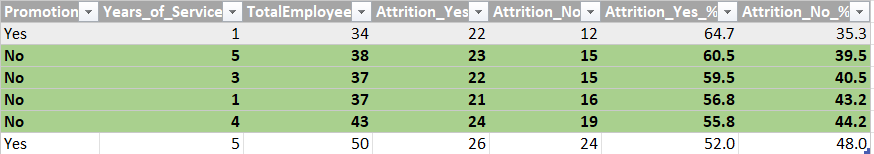 Promotion Years_of_Service TotalEmployee Attrition_Yes Attrition_No Attrition_Yes_% Attrition_No_%
Yes 1 34 22 12 64.7 35.3
No 5 38 23 15 60.5 39.5
No 3 37 22 15 59.5 40.5
No 1 37 21 16 56.8 43.2
No 4 43 24 19 55.8 44.2
Yes 5 50 26 24 52.0 48.0